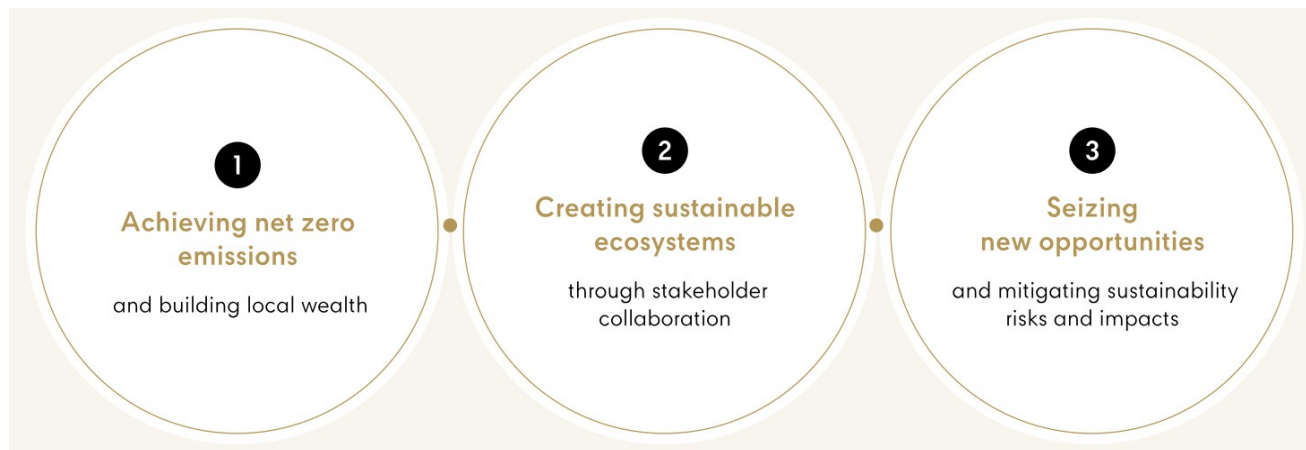 1
Achieving net zero
emissions
and building local wealth
2
Creating sustainable
ecosystems
through stakeholder
collaboration
3
Seizing
new opportunities
and mitigating sustainability
risks and impacts